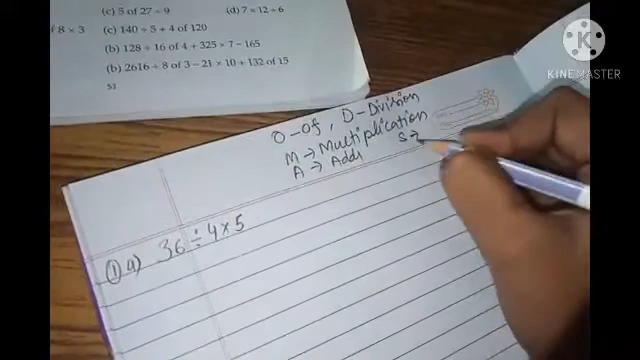 (c) 5 of 27 ÷ 9 (d) 7 × 12 ÷ 6
8 × 3 (c) 140 ÷ 5 + 4 of 120
(b) 128 ÷ 16 of 4 + 325 × 7 − 165
(b) 2616 ÷ 8 of 3 − 21 × 10 + 132 of 15
53
KINEMASTER
O - Of, D - Division
M → Multiplication
A → Adds S →
① a) 36 ÷ 4 × 5